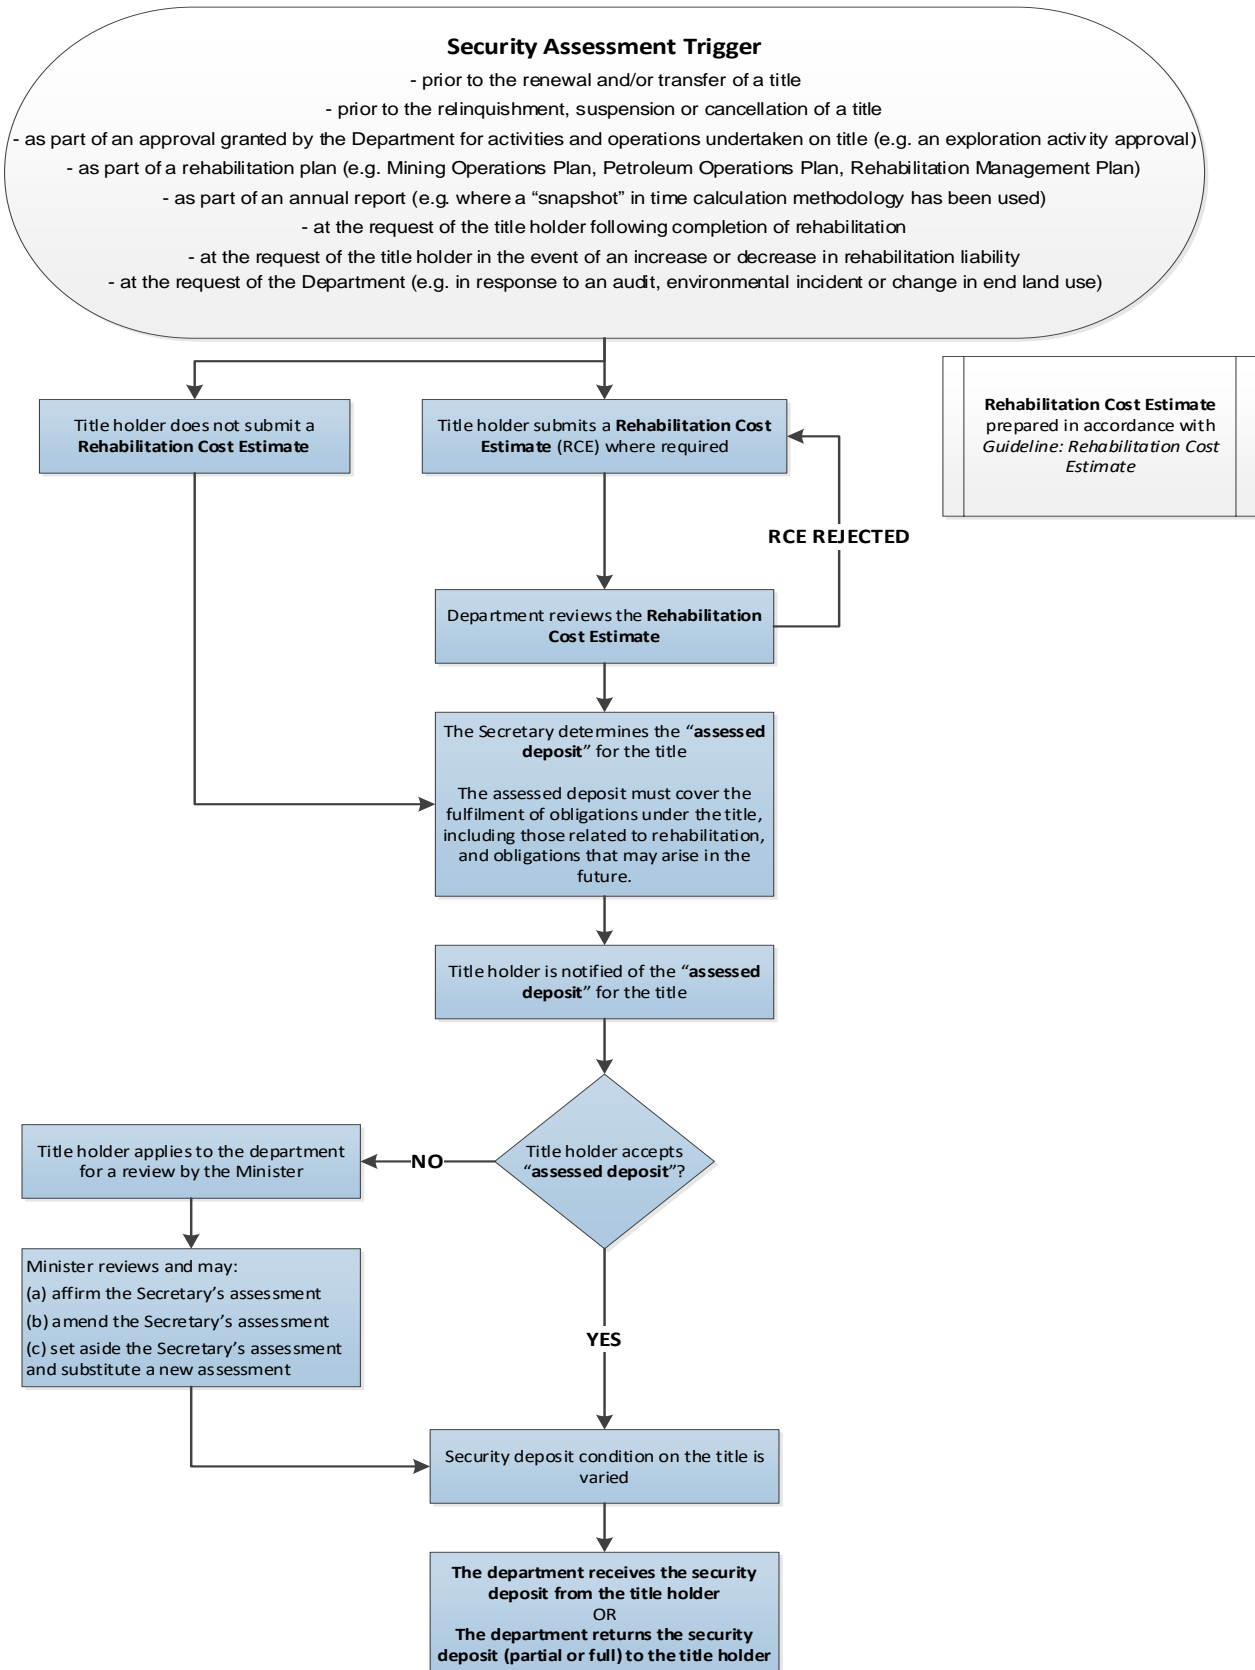 Security Assessment Trigger
- prior to the renewal and/or transfer of a title
- prior to the relinquishment, suspension or cancellation of a title
- as part of an approval granted by the Department for activities and operations undertaken on title (e.g. an exploration activity approval)
- as part of a rehabilitation plan (e.g. Mining Operations Plan, Petroleum Operations Plan, Rehabilitation Management Plan)
- as part of an annual report (e.g. where a “snapshot” in time calculation methodology has been used)
- at the request of the title holder following completion of rehabilitation
- at the request of the title holder in the event of an increase or decrease in rehabilitation liability
- at the request of the Department (e.g. in response to an audit, environmental incident or change in end land use)
Title holder does not submit a
Rehabilitation Cost Estimate
Title holder submits a Rehabilitation Cost
Estimate (RCE) where required
Rehabilitation Cost Estimate
prepared in accordance with
Guideline: Rehabilitation Cost
Estimate
RCE REJECTED
Department reviews the Rehabilitation
Cost Estimate
The Secretary determines the “assessed
deposit” for the title
The assessed deposit must cover the
fulfilment of obligations under the title,
including those related to rehabilitation,
and obligations that may arise in the
future.
Title holder is notified of the “assessed
deposit” for the title
Title holder accepts
“assessed deposit”?
NO
Title holder applies to the department
for a review by the Minister
Minister reviews and may:
(a) affirm the Secretary’s assessment
(b) amend the Secretary’s assessment
(c) set aside the Secretary’s assessment
and substitute a new assessment
YES
Security deposit condition on the title is
varied
The department receives the security
deposit from the title holder
OR
The department returns the security
deposit (partial or full) to the title holder